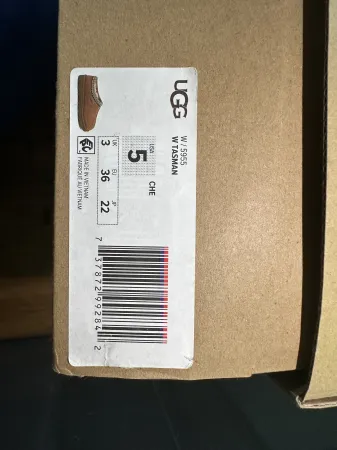 UGG
W / 5955
W TASMAN
CHE
USA
5
UK EU JP
3 36 22
MADE IN VIETNAM
FABRIQUÉ AU VIETNAM
7 37872 99284 2